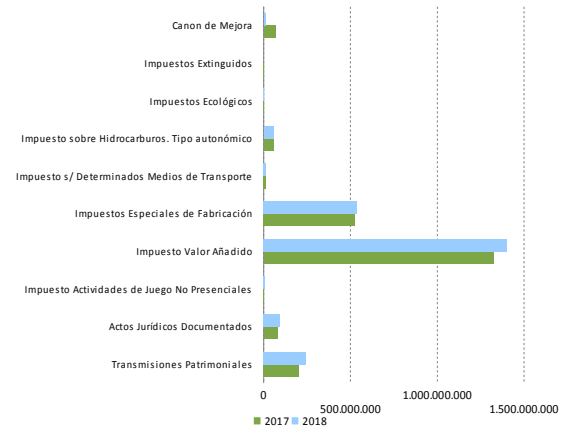 Canon de Mejora
Impuestos Extinguidos
Impuestos Ecológicos
Impuesto sobre Hidrocarburos. Tipo autonómico
Impuesto s/ Determinados Medios de Transporte
Impuestos Especiales de Fabricación
Impuesto Valor Añadido
Impuesto Actividades de Juego No Presenciales
Actos Jurídicos Documentados
Transmisiones Patrimoniales
0
500.000.000
1.000.000.000
1.500.000.000
2017 2018